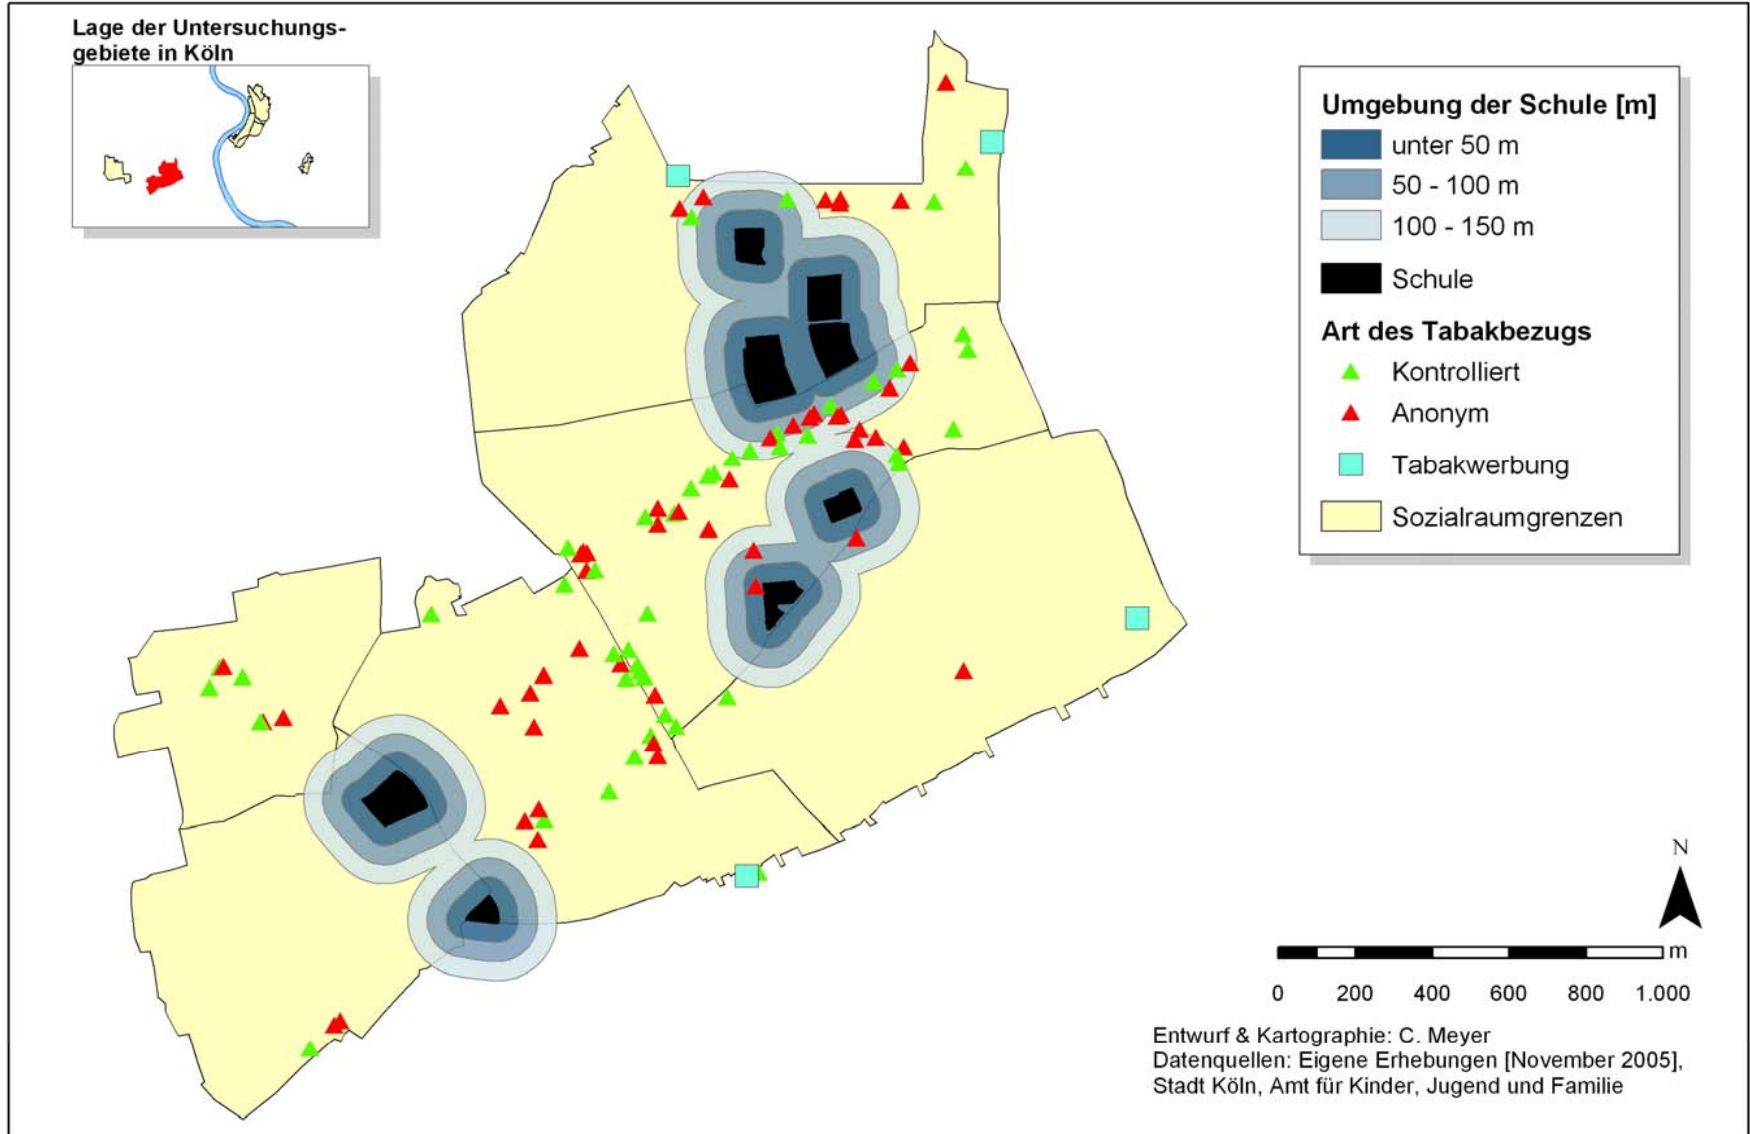 Lage der Untersuchungs-
gebiete in Köln
Umgebung der Schule [m]
unter 50 m
50 - 100 m
100 - 150 m
Schule
Art des Tabakbezugs
Kontrolliert
Anonym
Tabakwerbung
Sozialraumgrenzen
N
m
0 200 400 600 800 1.000
Entwurf & Kartographie: C. Meyer
Datenquellen: Eigene Erhebungen [November 2005],
Stadt Köln, Amt für Kinder, Jugend und Familie